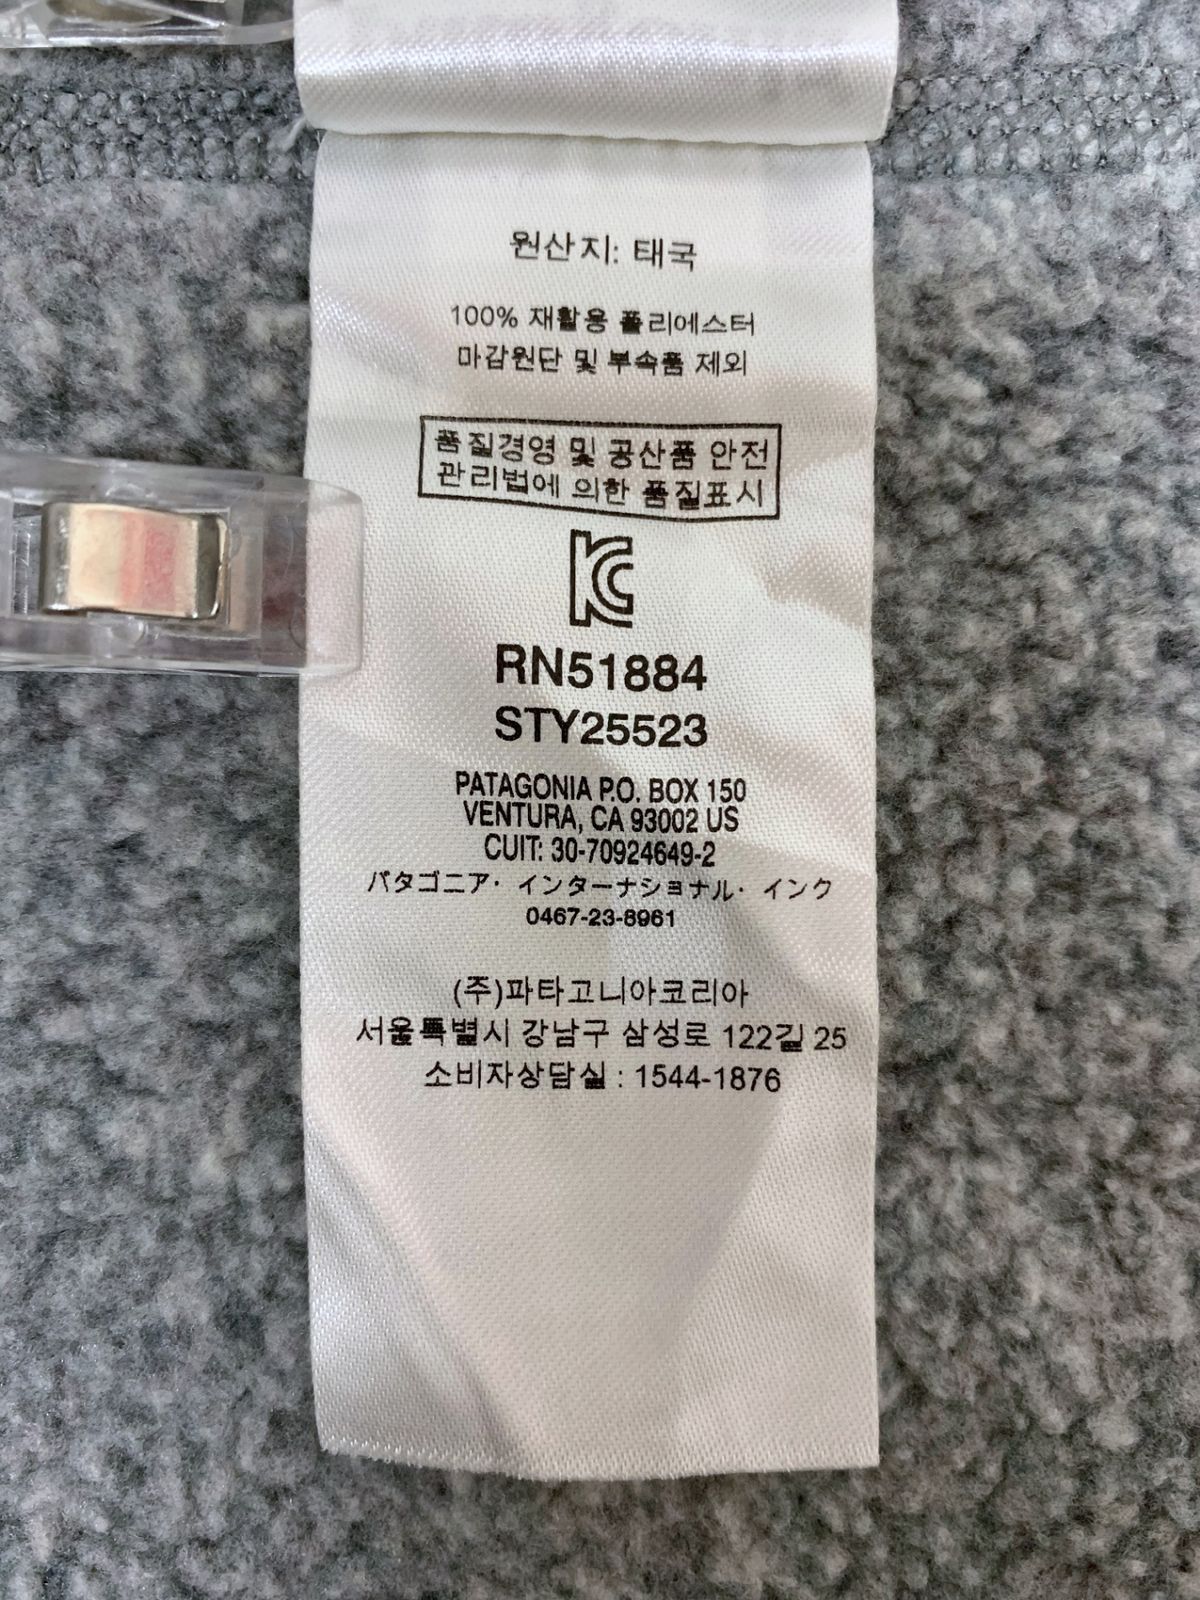 원산지: 태국
100% 재활용 폴리에스터
마감원단 및 부속품 제외
품질경영 및 공산품 안전
관리법에 의한 품질표시
KC
RN51884
STY25523
PATAGONIA P.O. BOX 150
VENTURA, CA 93002 US
CUIT: 30-70924649-2
パタゴニア・インターナショナル・インク
0467-23-8961
(주)파타고니아코리아
서울특별시 강남구 삼성로 122길 25
소비자상담실 : 1544-1876